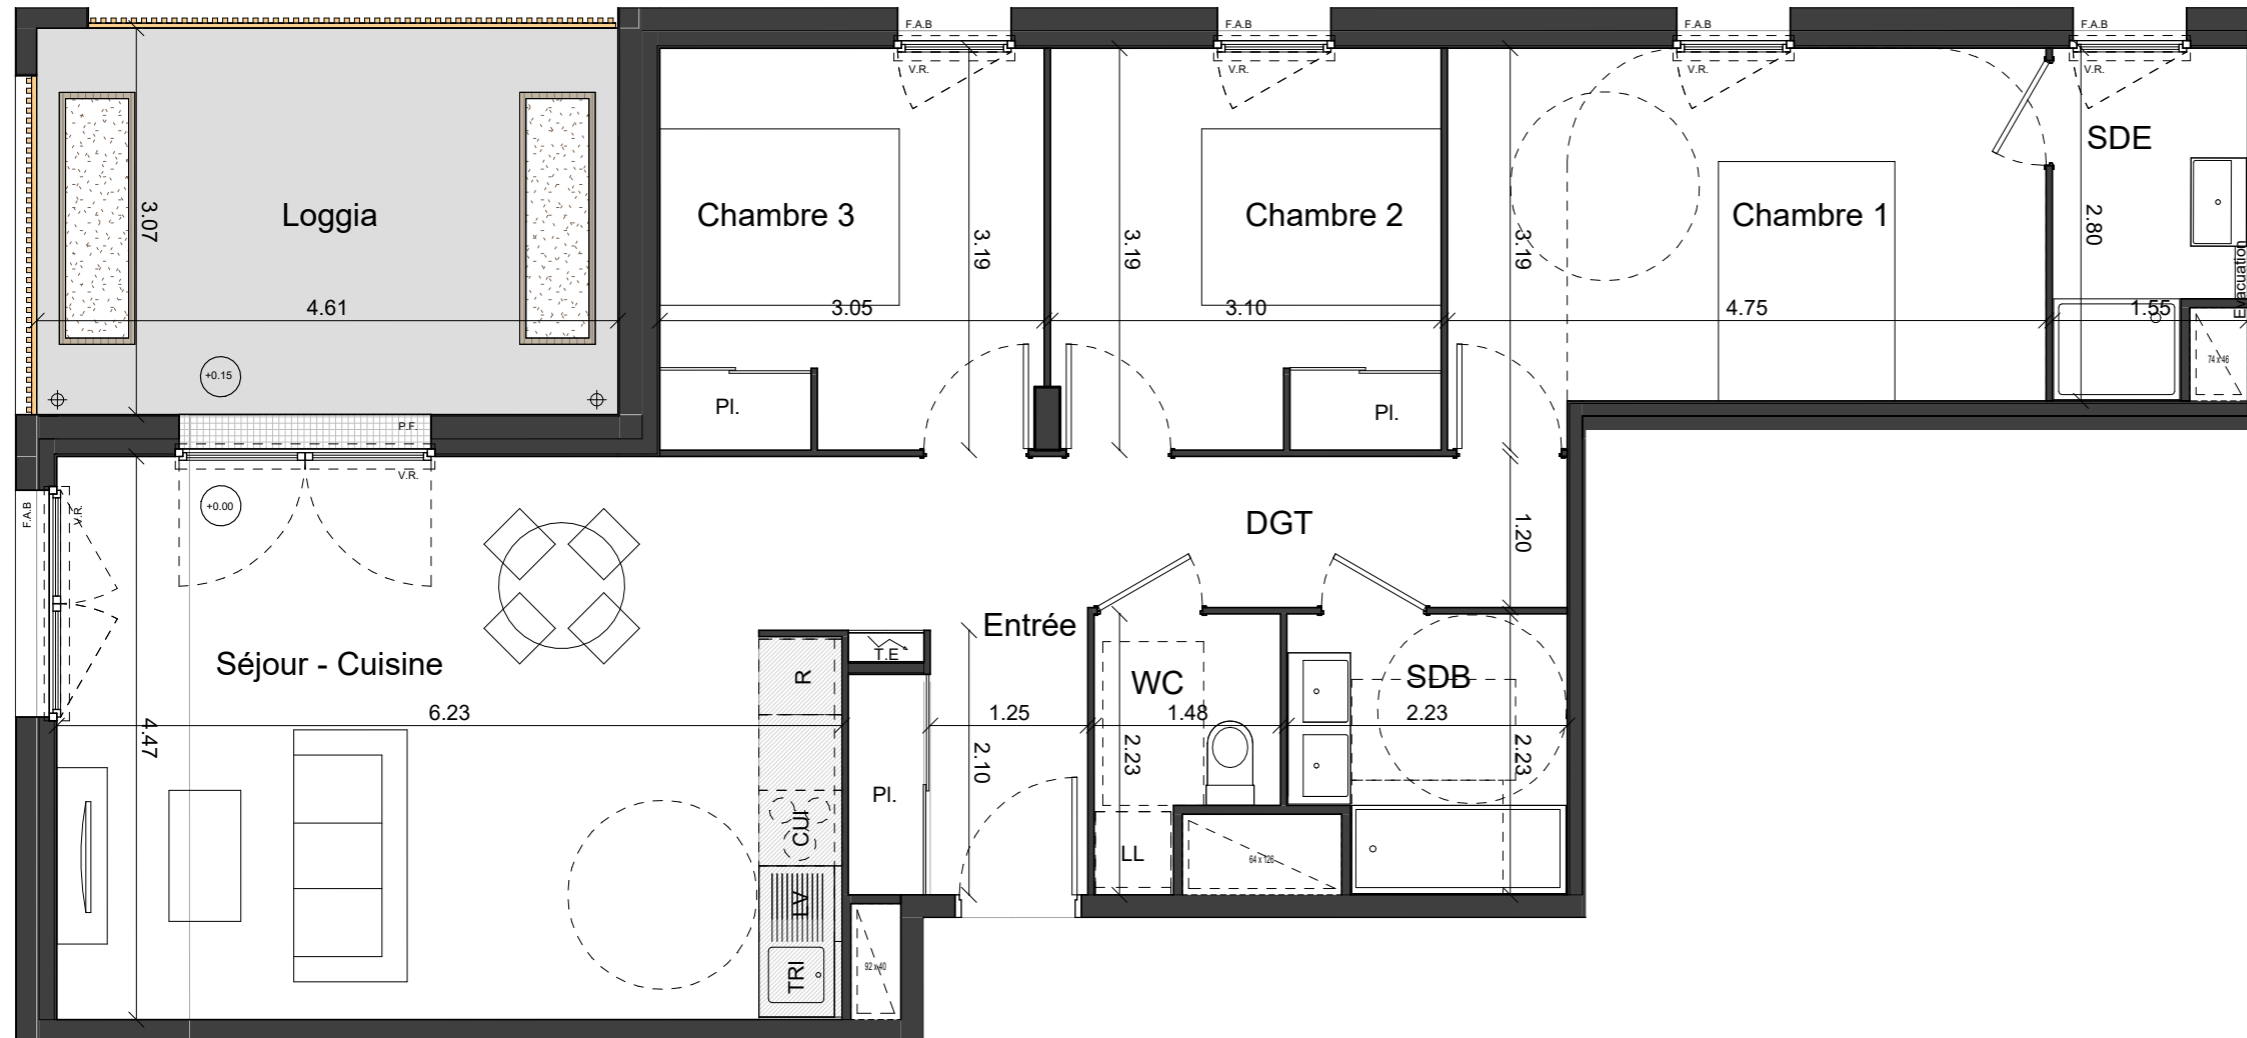 F.A.B
F.A.B
F.A.B
F.A.B
V.R.
V.R.
V.R.
V.R.
SDE
Loggia
Chambre 3
Chambre 2
Chambre 1
3.07
3.19
3.19
3.19
2.80
Evacuation
4.61
3.05
3.10
4.75
1.55
74 x 46
+0.15
Pl.
Pl.
P.F.
V.R.
F.A.B
V.R.
+0.00
DGT
1.20
Entrée
T.E
Séjour - Cuisine
R
WC
SDB
6.23
1.25
1.48
2.23
4.47
2.10
2.23
2.23
Pl.
CUI
LL
64 x 126
LV
TRI
92 x 40